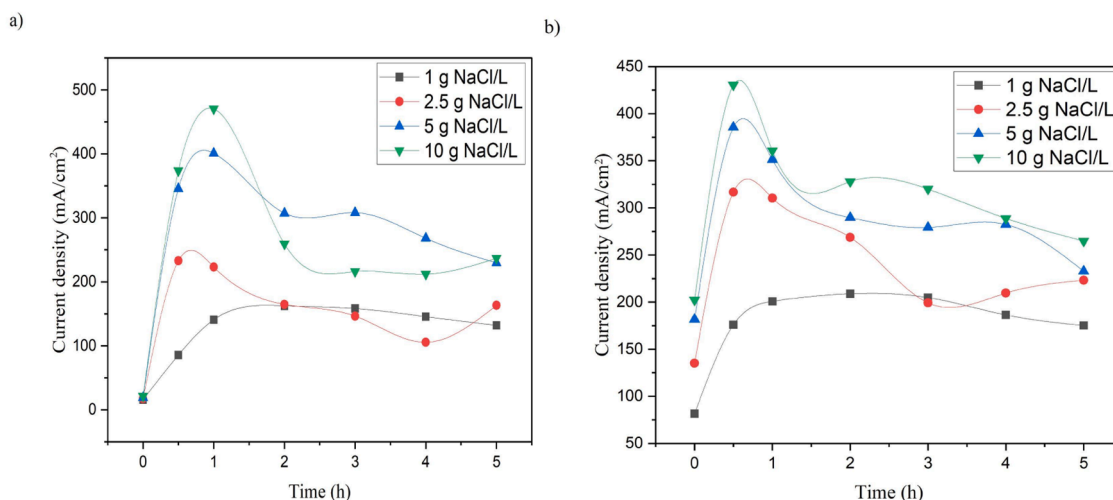 a)
Current density (mA/cm²)
500
400
300
200
100
0
1 g NaCl/L
2.5 g NaCl/L
5 g NaCl/L
10 g NaCl/L
0 1 2 3 4 5
Time (h)
b)
Current density (mA/cm²)
450
400
350
300
250
200
150
100
50
1 g NaCl/L
2.5 g NaCl/L
5 g NaCl/L
10 g NaCl/L
0 1 2 3 4 5
Time (h)